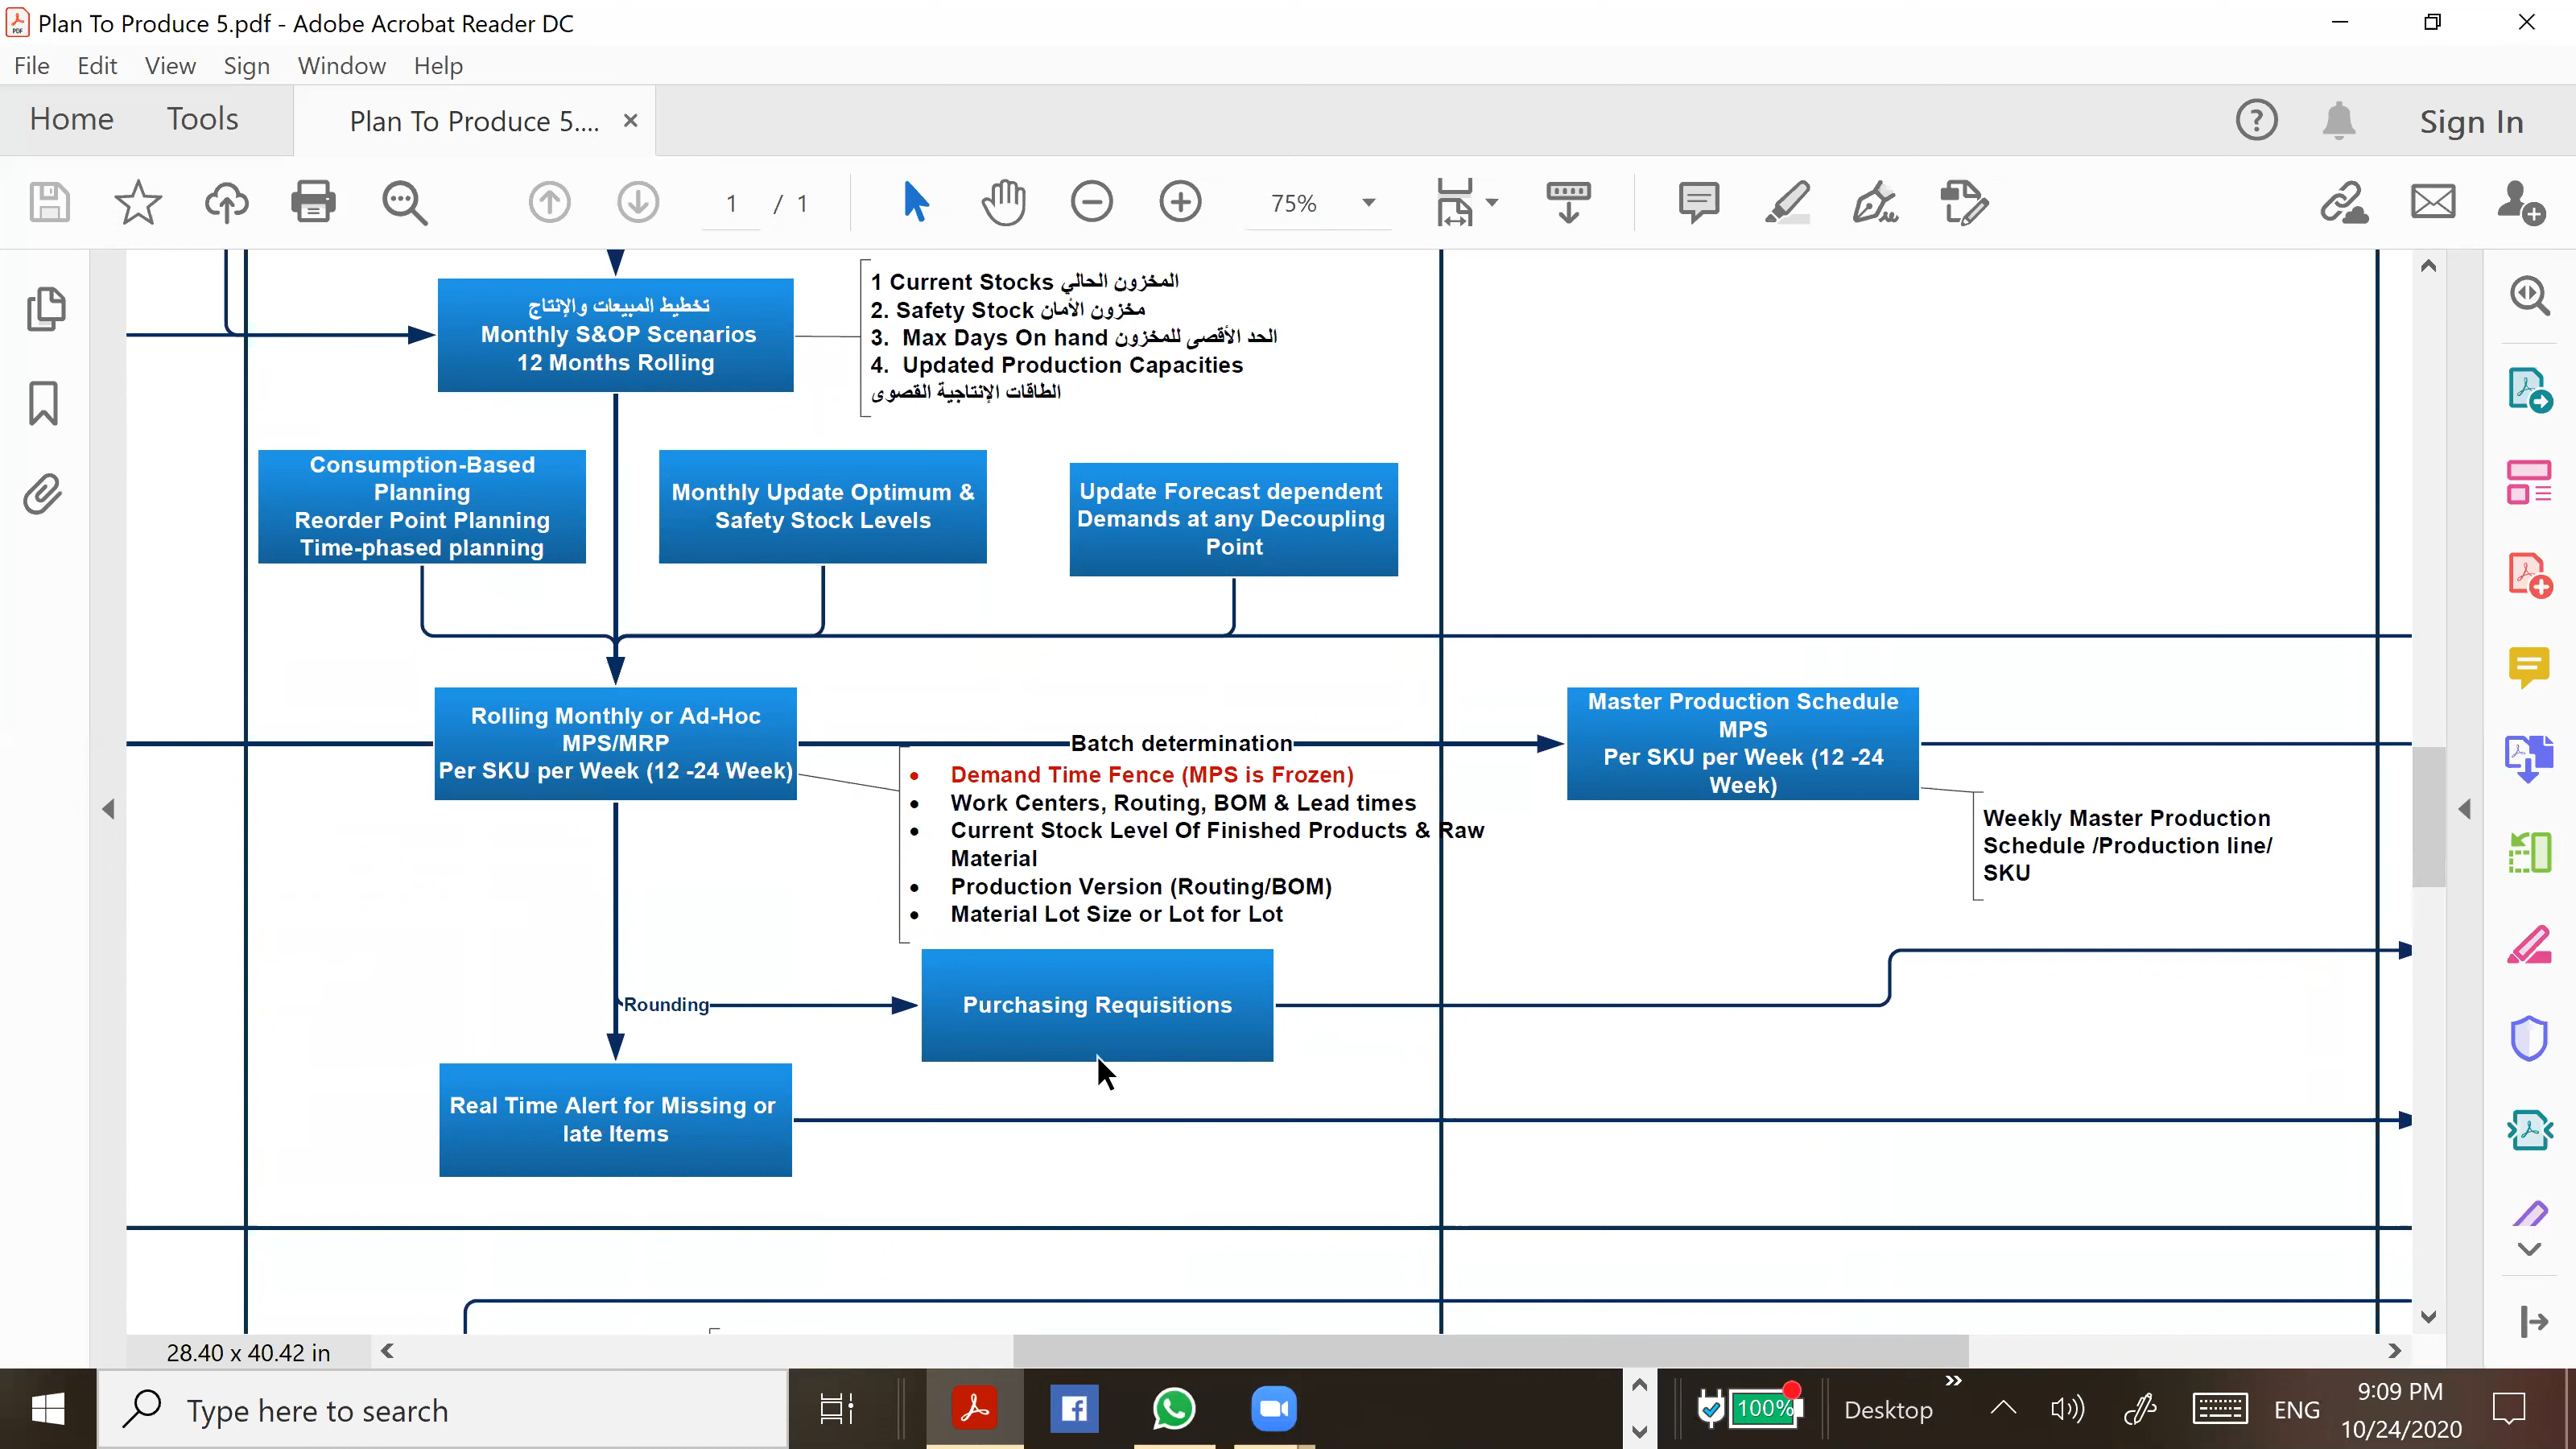 Plan To Produce 5.pdf - Adobe Acrobat Reader DC
File Edit View Sign Window Help
Home Tools Plan To Produce 5.... × Sign In
1 / 1 75%
تخطيط المبيعات والإنتاج
Monthly S&OP Scenarios
12 Months Rolling
1 Current Stocks المخزون الحالي
2. Safety Stock مخزون الأمان
3. Max Days On hand الحد الأقصى للمخزون
4. Updated Production Capacities
الطاقات الإنتاجية القصوى
Consumption-Based
Planning
Reorder Point Planning
Time-phased planning
Monthly Update Optimum &
Safety Stock Levels
Update Forecast dependent
Demands at any Decoupling
Point
Rolling Monthly or Ad-Hoc
MPS/MRP
Per SKU per Week (12 -24 Week)
Batch determination
• Demand Time Fence (MPS is Frozen)
• Work Centers, Routing, BOM & Lead times
• Current Stock Level Of Finished Products & Raw
Material
• Production Version (Routing/BOM)
• Material Lot Size or Lot for Lot
Master Production Schedule
MPS
Per SKU per Week (12 -24
Week)
Weekly Master Production
Schedule /Production line/
SKU
Rounding
Purchasing Requisitions
Real Time Alert for Missing or
late Items
28.40 x 40.42 in
Type here to search
100%
Desktop
ENG
9:09 PM
10/24/2020